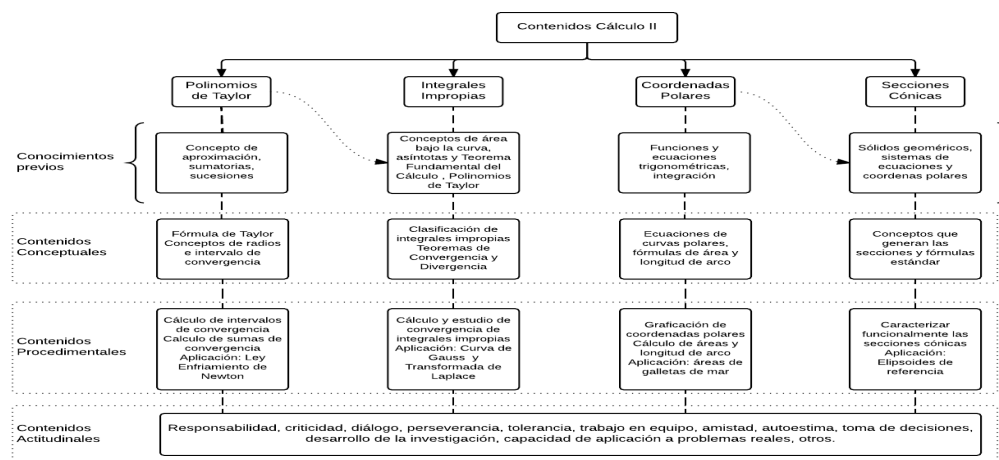 Contenidos Cálculo II
Polinomios
de Taylor
Integrales
Impropias
Coordenadas
Polares
Secciones
Cónicas
Conocimientos
previos
Concepto de
aproximación,
sumatorias,
sucesiones
Conceptos de área
bajo la curva,
asíntotas y Teorema
Fundamental del
Cálculo , Polinomios
de Taylor
Funciones y
ecuaciones
trigonométricas,
integración
Sólidos geoméricos,
sistemas de
ecuaciones y
coordenas polares
Contenidos
Conceptuales
Fórmula de Taylor
Conceptos de radios
e intervalo de
convergencia
Clasificación de
integrales impropias
Teoremas de
Convergencia y
Divergencia
Ecuaciones de
curvas polares,
fórmulas de área y
longitud de arco
Conceptos que
generan las
secciones y fórmulas
estándar
Contenidos
Procedimentales
Cálculo de intervalos
de convergencia
Calculo de sumas de
convergencia
Aplicación: Ley
Enfriamiento de
Newton
Cálculo y estudio de
convergencia de
integrales impropias
Aplicación: Curva de
Gauss y
Transformada de
Laplace
Graficación de
coordenadas polares
Cálculo de áreas y
longitud de arco
Aplicación: áreas de
galletas de mar
Caracterizar
funcionalmente las
secciones cónicas
Aplicación:
Elipsoides de
referencia
Contenidos
Actitudinales
Responsabilidad, criticidad, diálogo, perseverancia, tolerancia, trabajo en equipo, amistad, autoestima, toma de decisiones,
desarrollo de la investigación, capacidad de aplicación a problemas reales, otros.